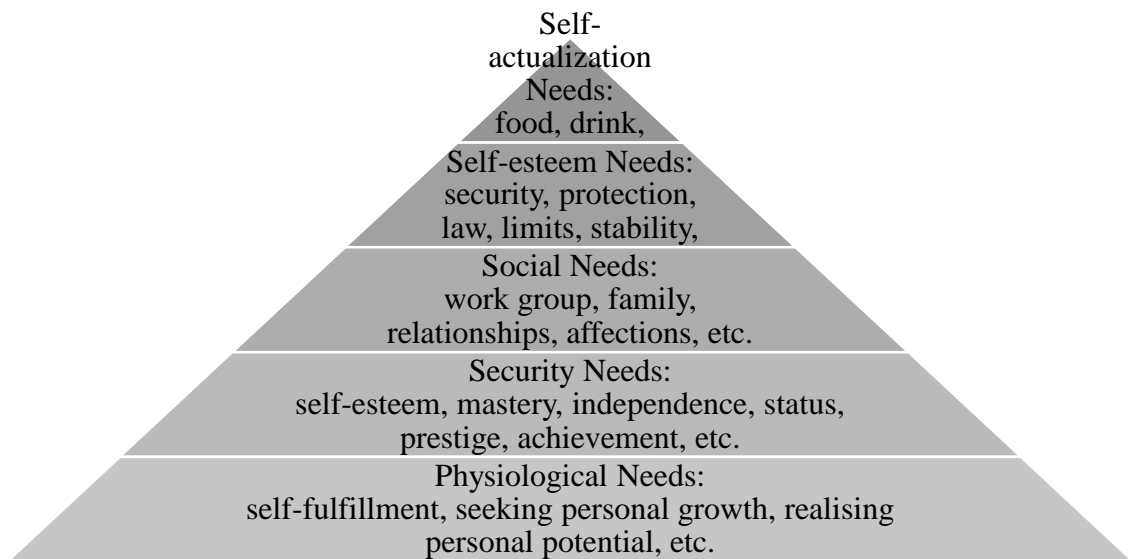 Self-
actualization
Needs:
food, drink,
Self-esteem Needs:
security, protection,
law, limits, stability,
Social Needs:
work group, family,
relationships, affections, etc.
Security Needs:
self-esteem, mastery, independence, status,
prestige, achievement, etc.
Physiological Needs:
self-fulfillment, seeking personal growth, realising
personal potential, etc.